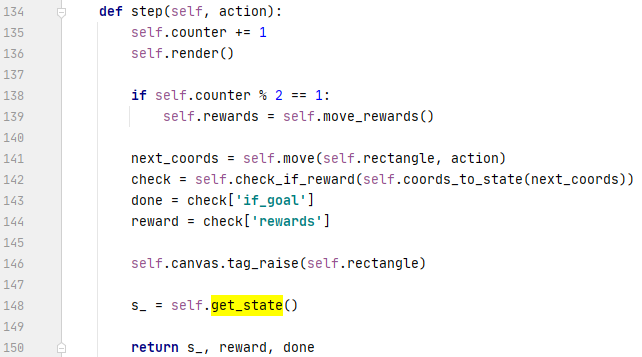 134 def step(self, action):
135 self.counter += 1
136 self.render()
137
138 if self.counter % 2 == 1:
139 self.rewards = self.move_rewards()
140
141 next_coords = self.move(self.rectangle, action)
142 check = self.check_if_reward(self.coords_to_state(next_coords))
143 done = check['if_goal']
144 reward = check['rewards']
145
146 self.canvas.tag_raise(self.rectangle)
147
148 s_ = self.get_state()
149
150 return s_, reward, done